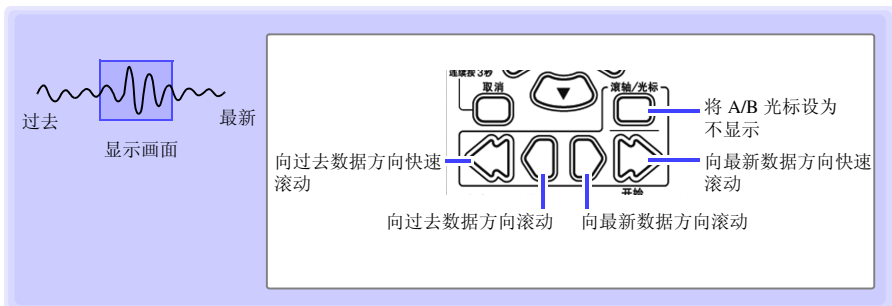 过去
最新
显示画面
连续按3秒
取消
滚轴/光标
将 A/B 光标设为
不显示
向过去数据方向快速
滚动
向最新数据方向快速
滚动
开始
向过去数据方向滚动
向最新数据方向滚动